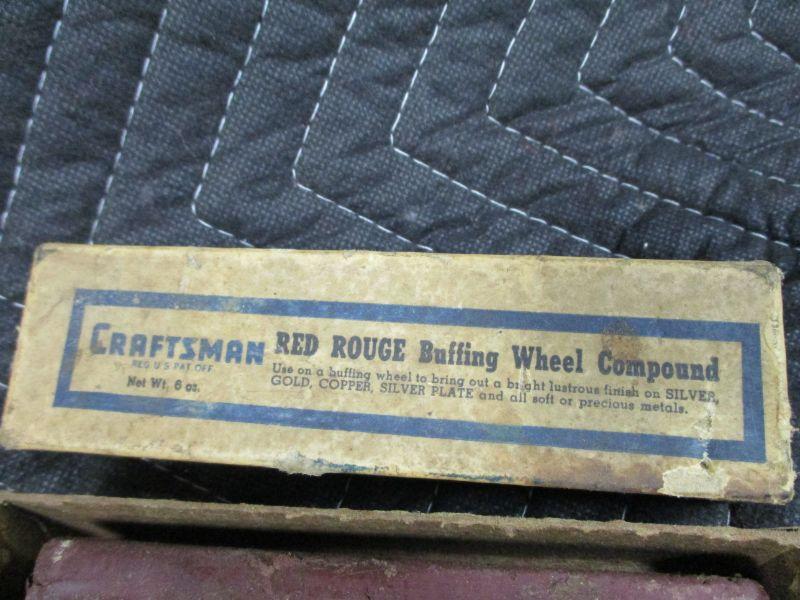 CRAFTSMAN RED ROUGE Buffing Wheel Compound
REG U S PAT OFF
Net Wt. 6 oz.
Use on a buffing wheel to bring out a bright lustrous finish on SILVER,
GOLD, COPPER, SILVER PLATE and all soft or precious metals.